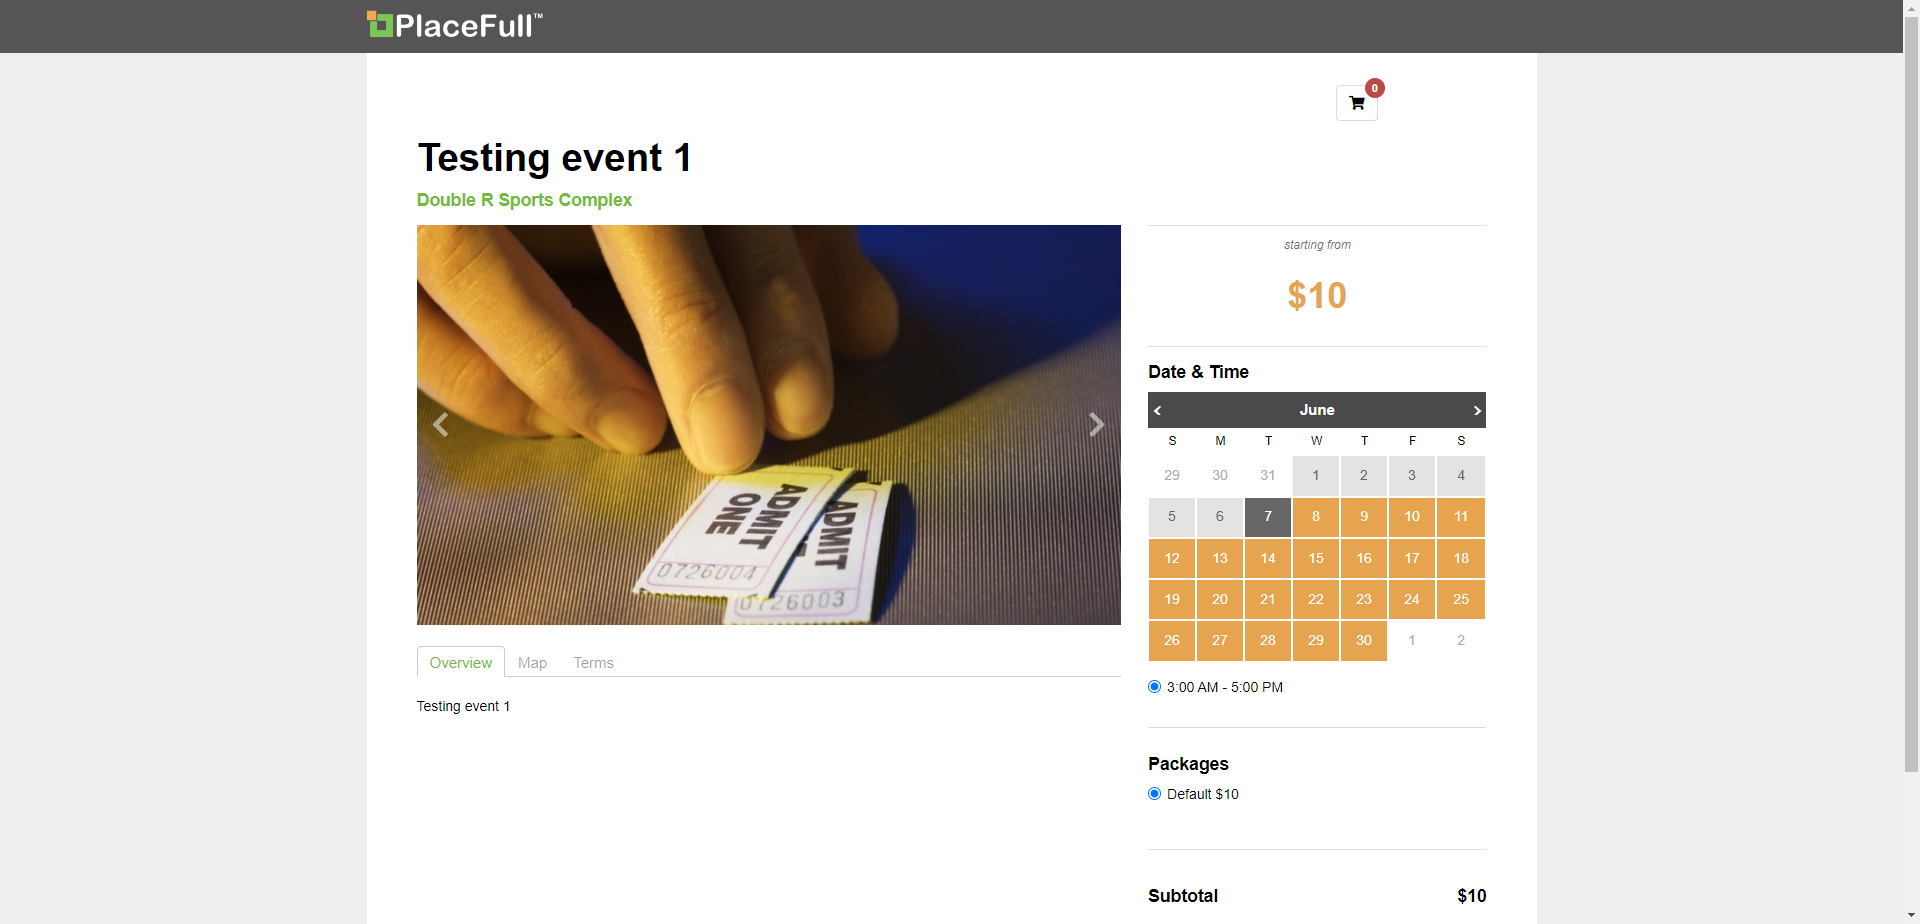 PlaceFull™
0
Testing event 1
Double R Sports Complex
ADMIT
ONE
0726004
ADMIT
0726003
starting from
$10
Date & Time
< June >
S M T W T F S
29 30 31 1 2 3 4
5 6 7 8 9 10 11
12 13 14 15 16 17 18
19 20 21 22 23 24 25
26 27 28 29 30 1 2
3:00 AM - 5:00 PM
Overview Map Terms
Testing event 1
Packages
Default $10
Subtotal $10